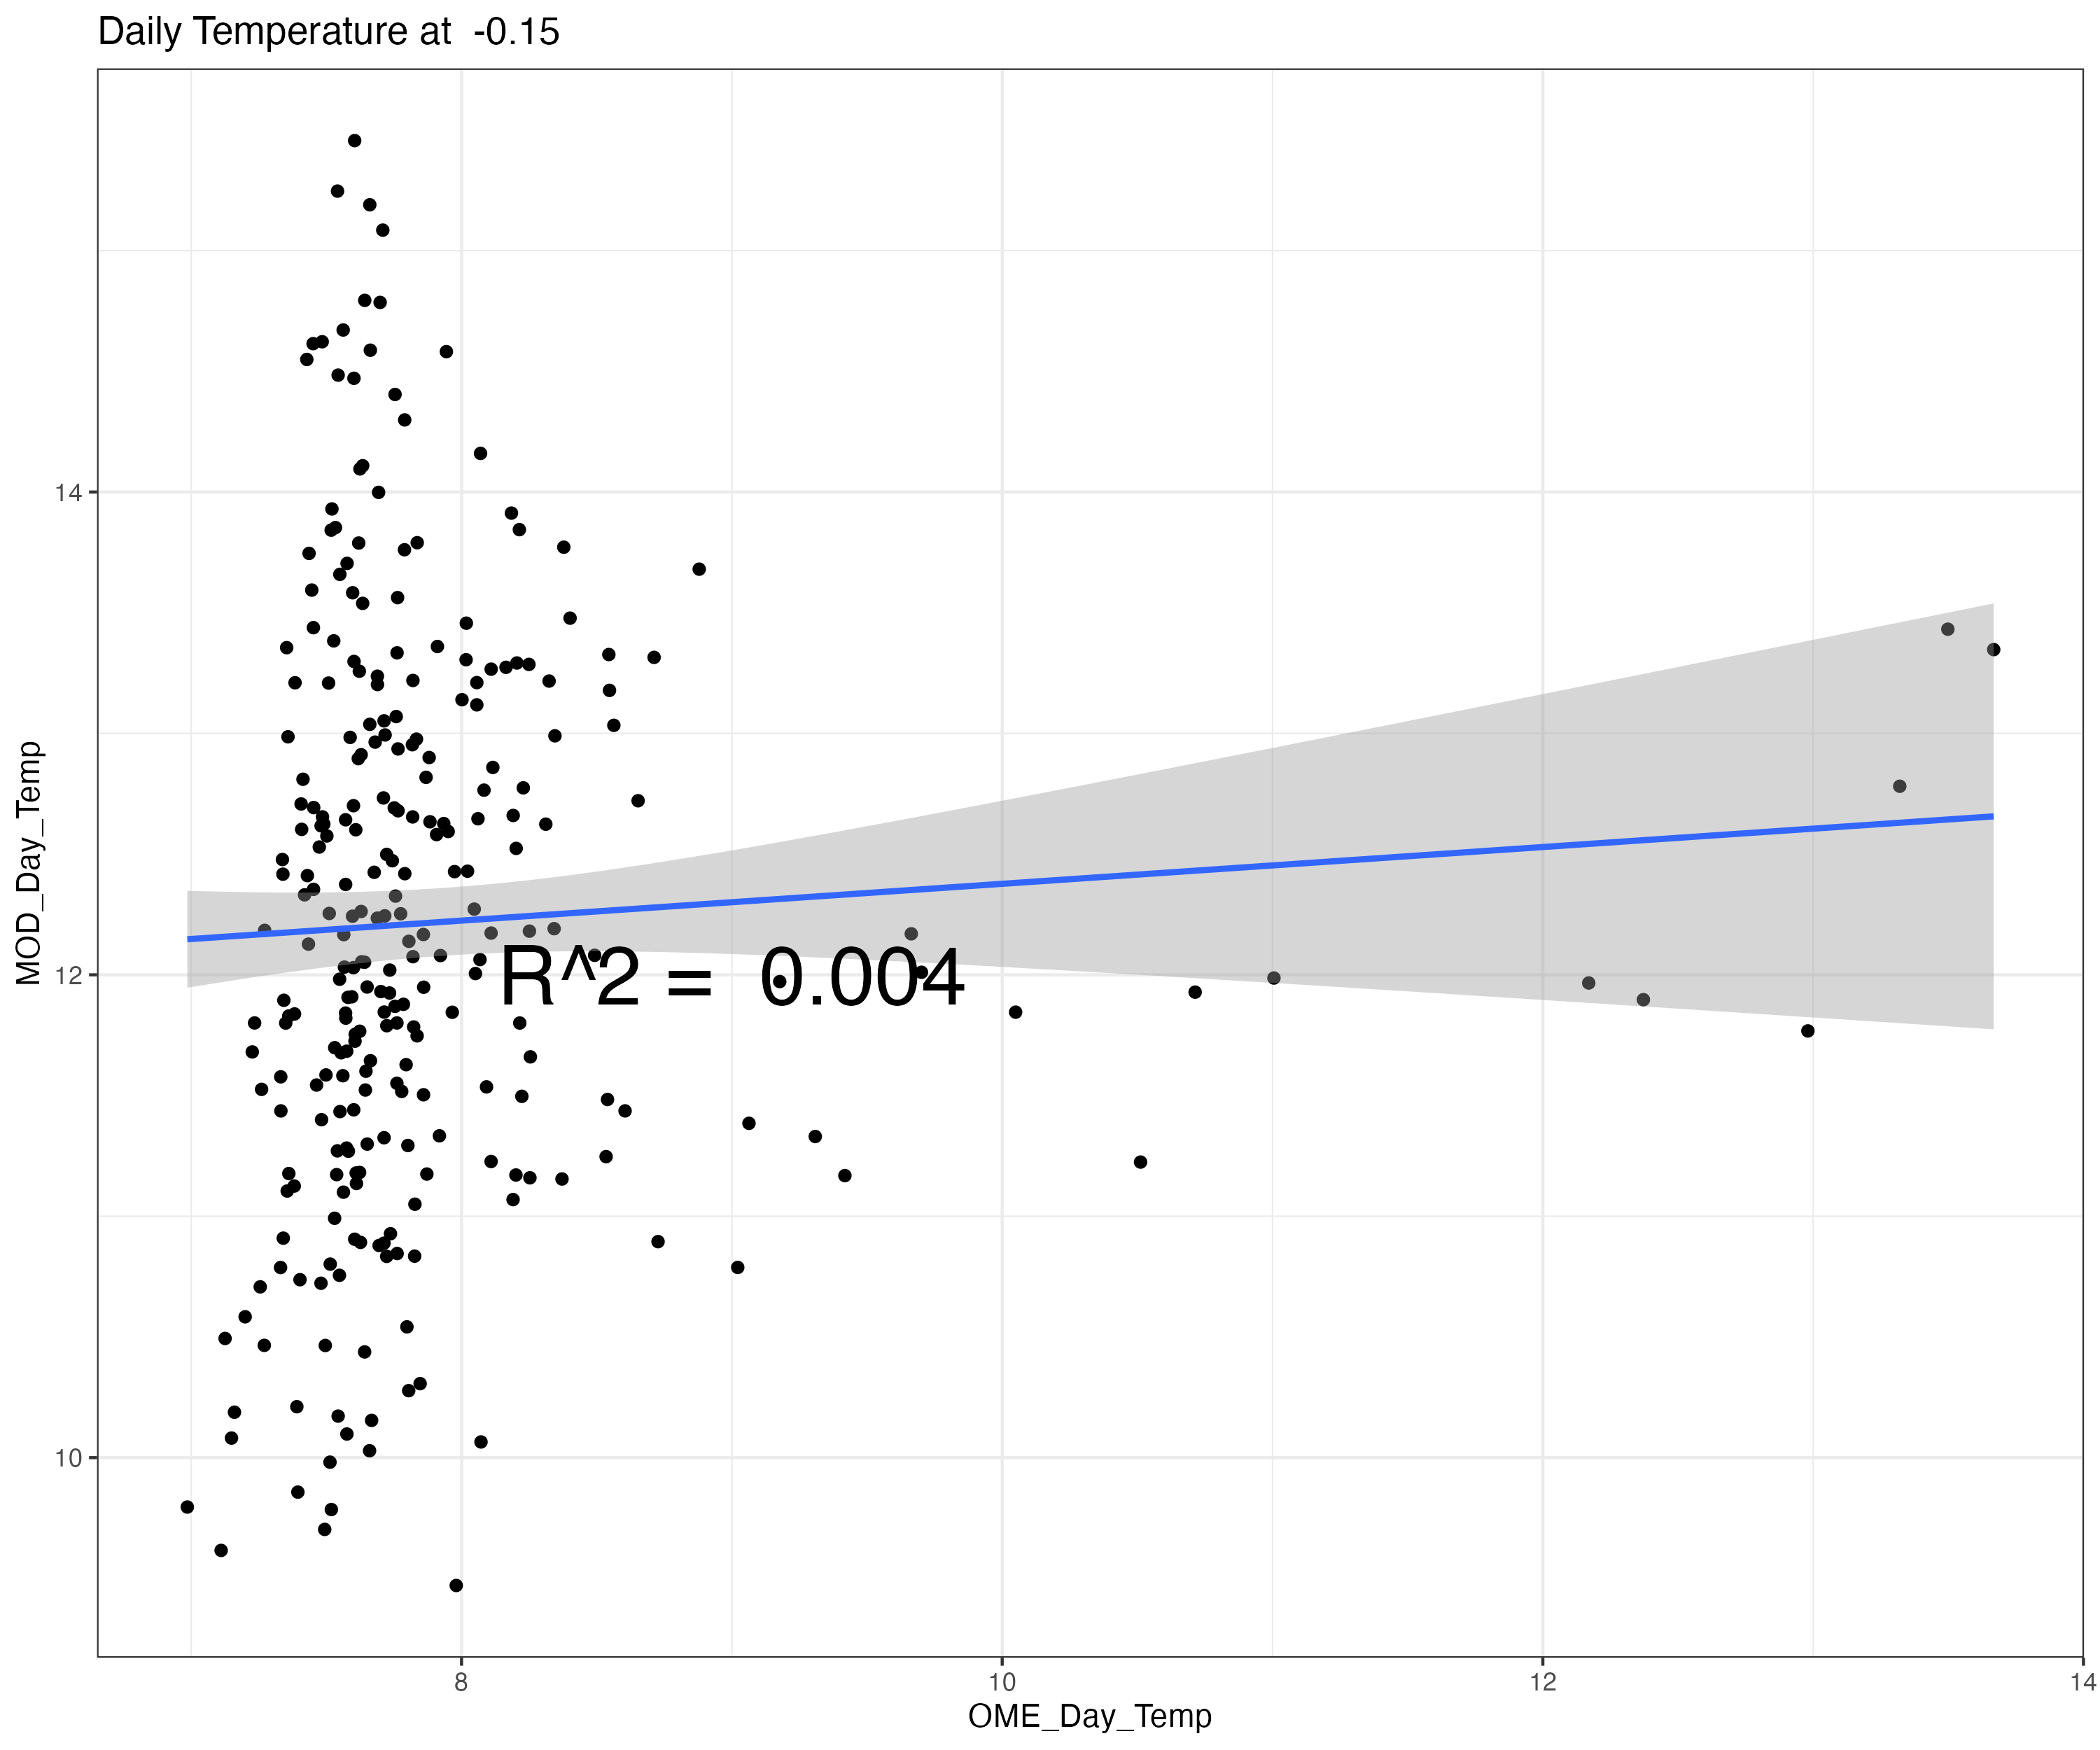 Daily Temperature at  -0.15
MOD_Day_Temp
14
12
10
R^2 =  0.004
8
10
12
14
OME_Day_Temp